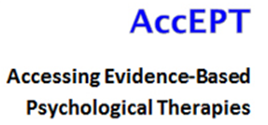 AccEPT
Accessing Evidence-Based
Psychological Therapies